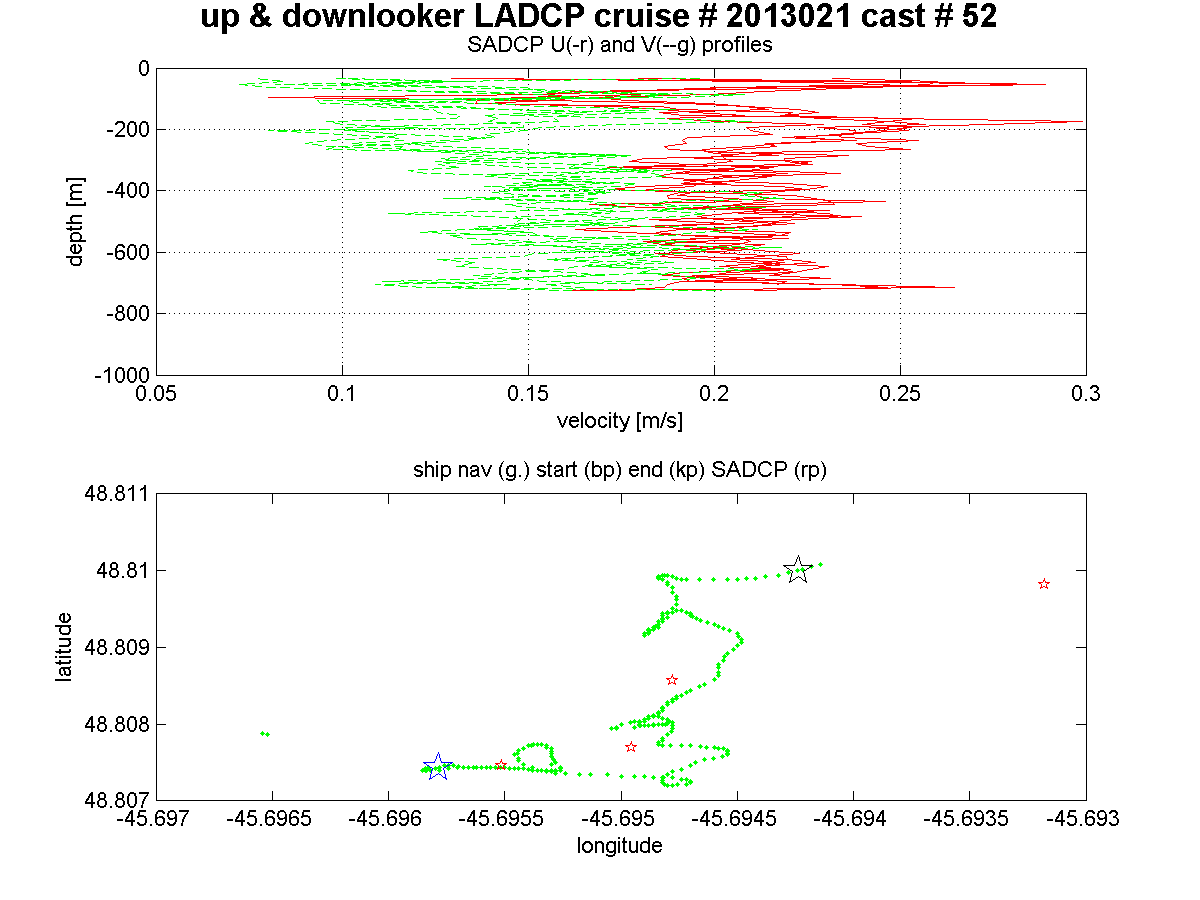 up & downlooker LADCP cruise # 2013021 cast # 52
SADCP U(-r) and V(--g) profiles
0
-200
-400
-600
-800
-1000
depth [m]
0.05 0.1 0.15 0.2 0.25 0.3
velocity [m/s]
ship nav (g.) start (bp) end (kp) SADCP (rp)
48.811
48.81
48.809
48.808
48.807
latitude
-45.697 -45.6965 -45.696 -45.6955 -45.695 -45.6945 -45.694 -45.6935 -45.693
longitude